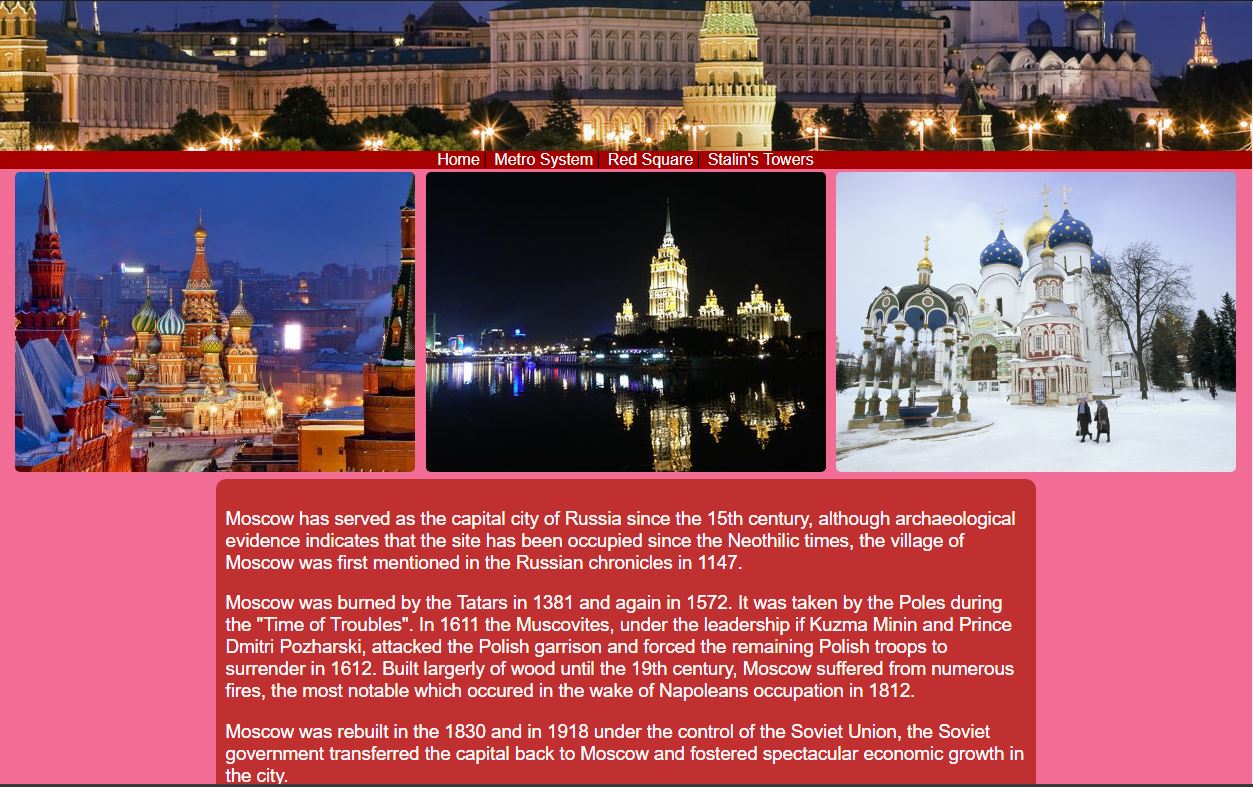 Home | Metro System | Red Square | Stalin's Towers
Moscow has served as the capital city of Russia since the 15th century, although archaeological
evidence indicates that the site has been occupied since the Neothilic times, the village of
Moscow was first mentioned in the Russian chronicles in 1147.
Moscow was burned by the Tatars in 1381 and again in 1572. It was taken by the Poles during
the "Time of Troubles". In 1611 the Muscovites, under the leadership if Kuzma Minin and Prince
Dmitri Pozharski, attacked the Polish garrison and forced the remaining Polish troops to
surrender in 1612. Built largerly of wood until the 19th century, Moscow suffered from numerous
fires, the most notable which occured in the wake of Napoleans occupation in 1812.
Moscow was rebuilt in the 1830 and in 1918 under the control of the Soviet Union, the Soviet
government transferred the capital back to Moscow and fostered spectacular economic growth in
the city.